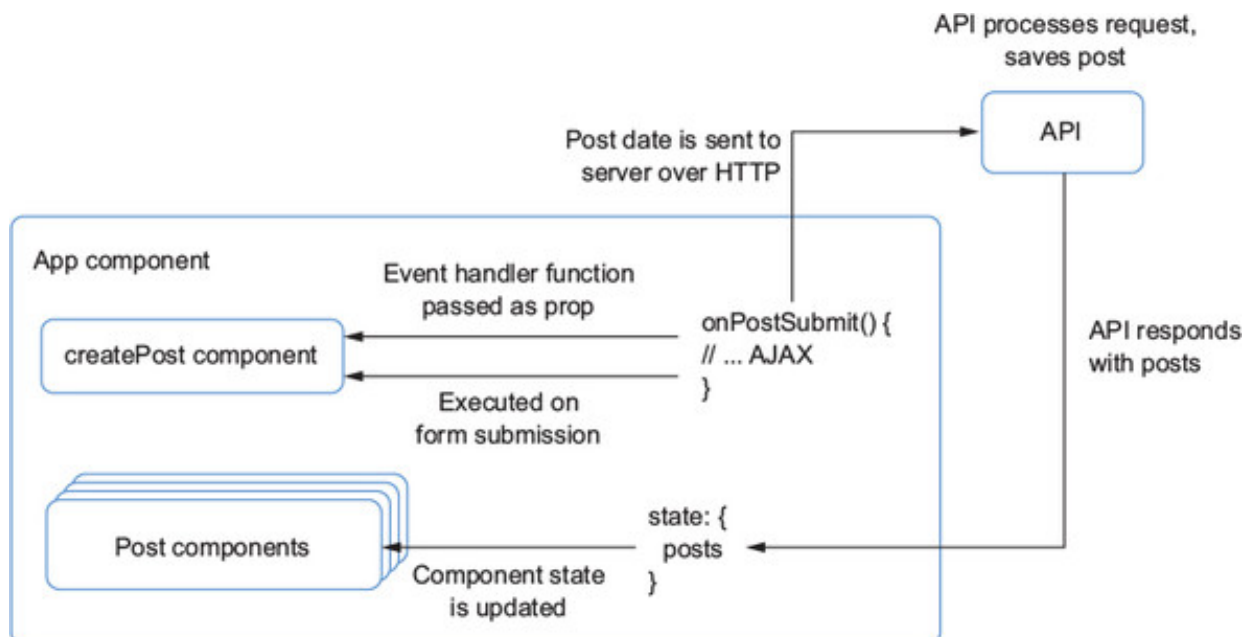 API processes request,
saves post
API
Post date is sent to
server over HTTP
App component
Event handler function
passed as prop
onPostSubmit() {
// ... AJAX
}
createPost component
API responds
with posts
Executed on
form submission
state: {
posts
}
Post components
Component state
is updated